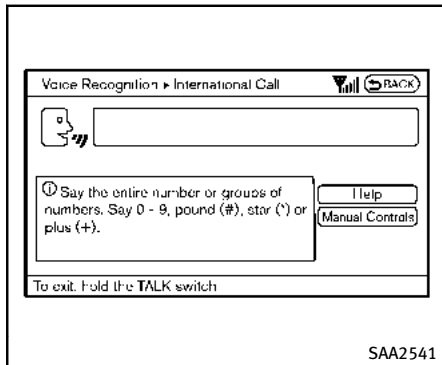 Voice Recognition ▸ International Call
BACK
ⓘ Say the entire number or groups of
numbers. Say 0 - 9, pound (#), star (*) or
plus (+).
Help
Manual Controls
To exit, hold the TALK switch
SAA2541